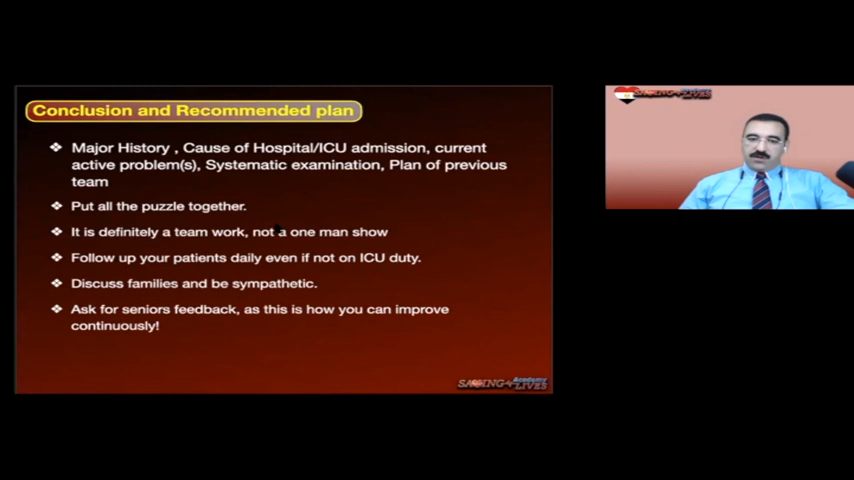 Conclusion and Recommended plan
❖ Major History , Cause of Hospital/ICU admission, current
active problem(s), Systematic examination, Plan of previous
team
❖ Put all the puzzle together.
❖ It is definitely a team work, not a one man show
❖ Follow up your patients daily even if not on ICU duty.
❖ Discuss families and be sympathetic.
❖ Ask for seniors feedback, as this is how you can improve
continuously!
SAVING LIVES Academy